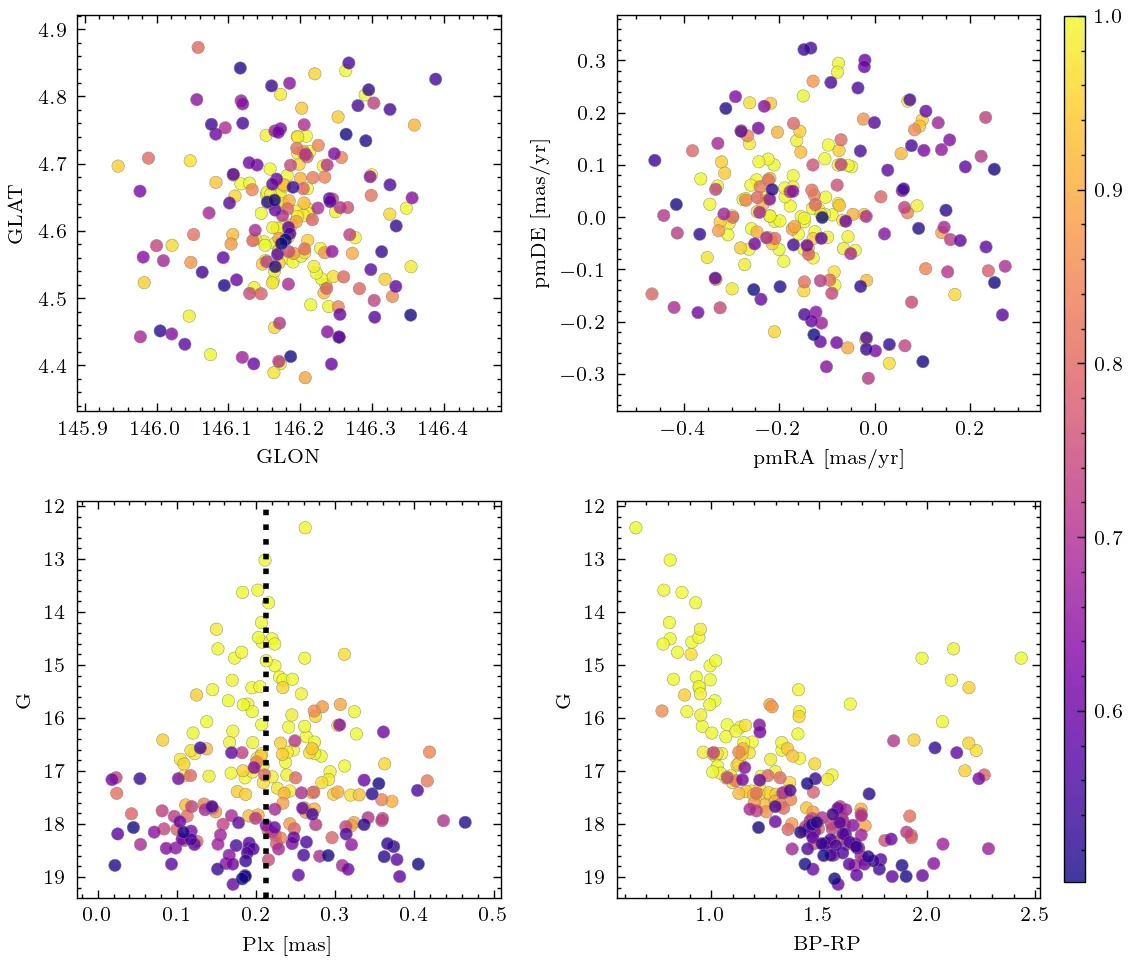 4.9
4.8
4.7
4.6
4.5
4.4
GLAT
145.9 146.0 146.1 146.2 146.3 146.4
GLON
0.3
0.2
0.1
0.0
−0.1
−0.2
−0.3
pmDE [mas/yr]
−0.4 −0.2 0.0 0.2
pmRA [mas/yr]
12
13
14
15
16
17
18
19
G
0.0 0.1 0.2 0.3 0.4 0.5
Plx [mas]
12
13
14
15
16
17
18
19
G
1.0 1.5 2.0 2.5
BP-RP
1.0
0.9
0.8
0.7
0.6